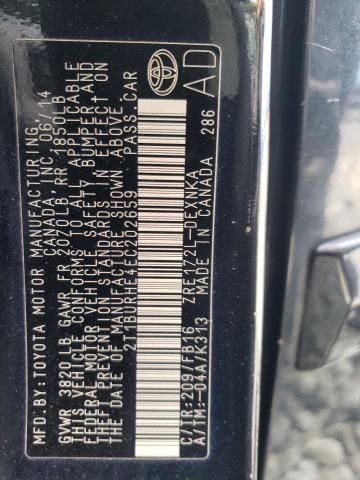 MFD.BY:TOYOTA MOTOR MANUFACTURING
CANADA, INC. 06/14
GVWR 3820LB GAWR FR 2070LB RR 1850LB
THIS VEHICLE CONFORMS TO ALL APPLICABLE
FEDERAL MOTOR VEHICLE SAFETY, BUMPER AND
THEFT PREVENTION STANDARDS IN EFFECT ON
THE DATE OF MANUFACTURE SHOWN ABOVE.
2T1BURHE4EC202659 PASS.CAR
C/TR:209/FB16 ZRE172L-DEXNKA
A/TM:-04A/K313 MADE IN CANADA 286
AD